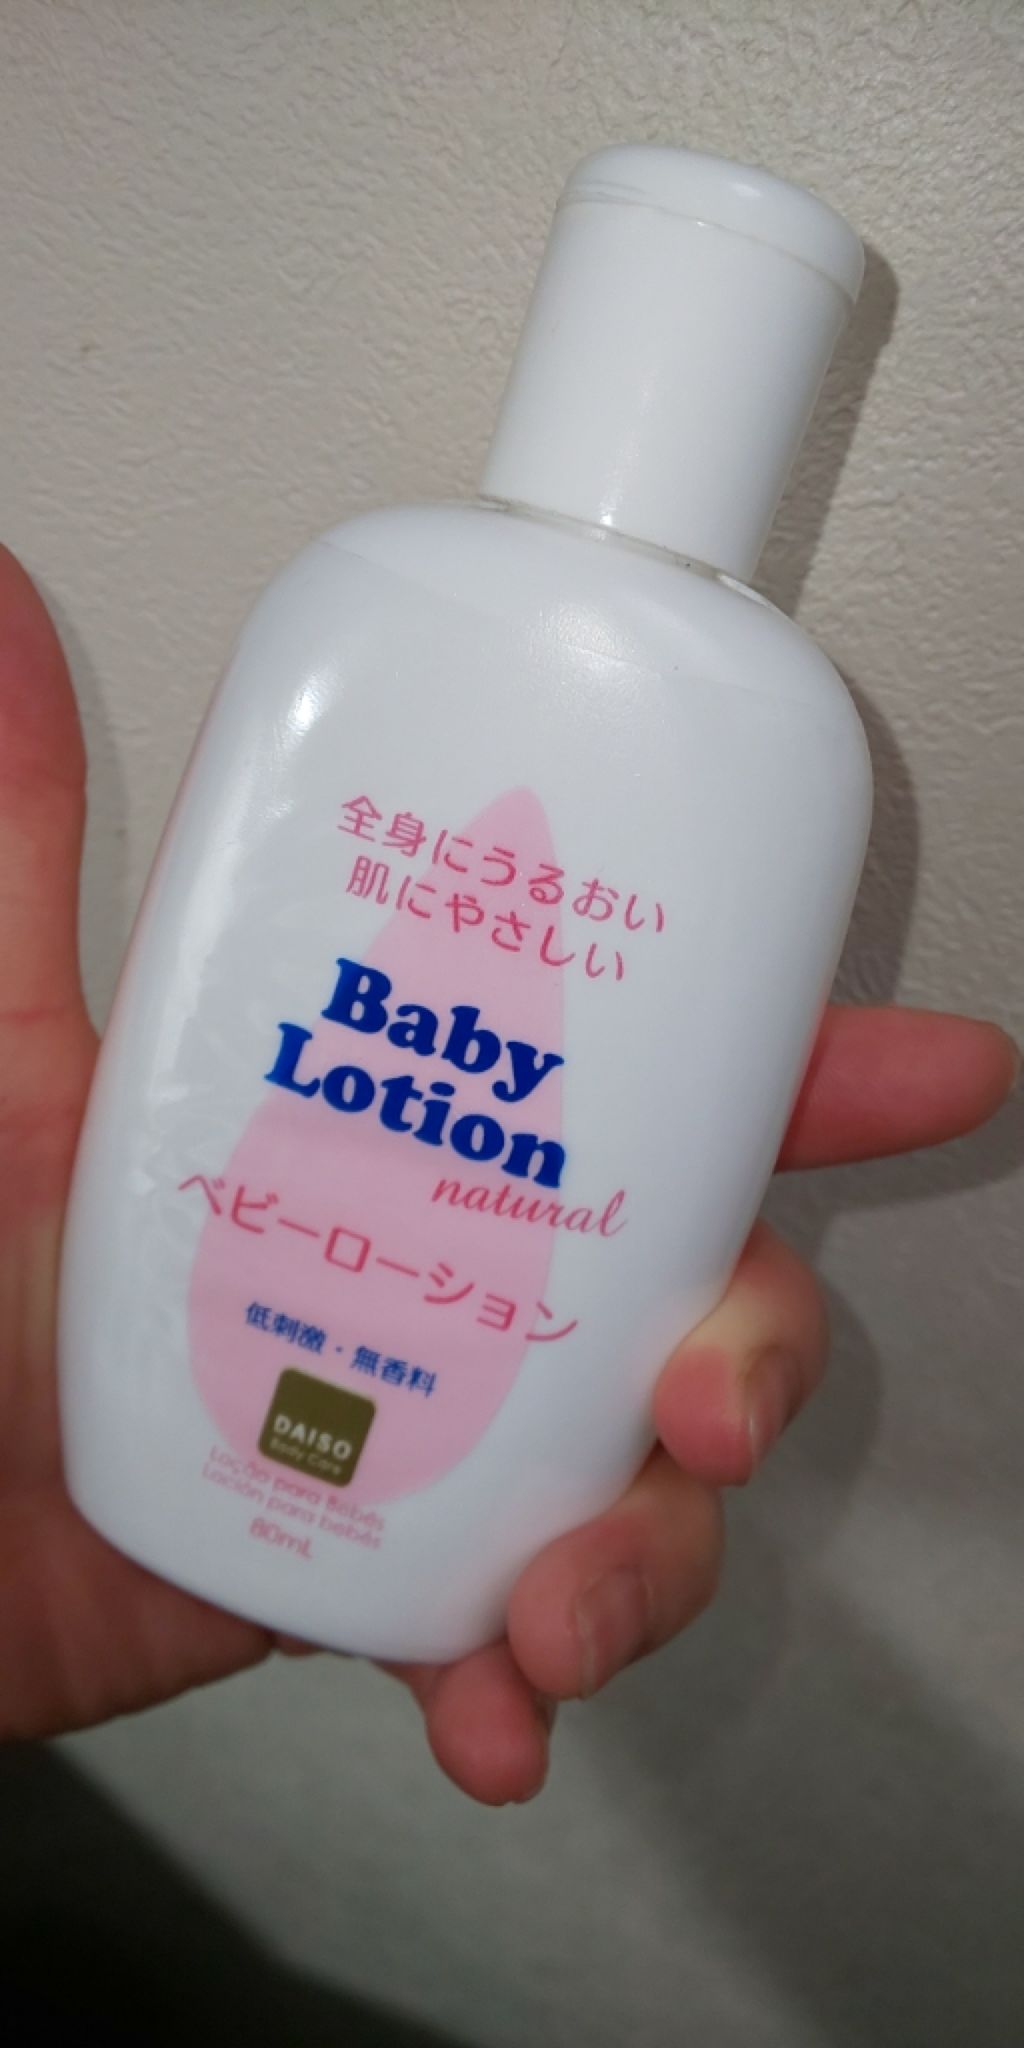 全身にうるおい
肌にやさしい
Baby
Lotion
natural
ベビーローション
低刺激・無香料
DAISO
Body Care
Loção para Bebês
Loción para bebés
80mL